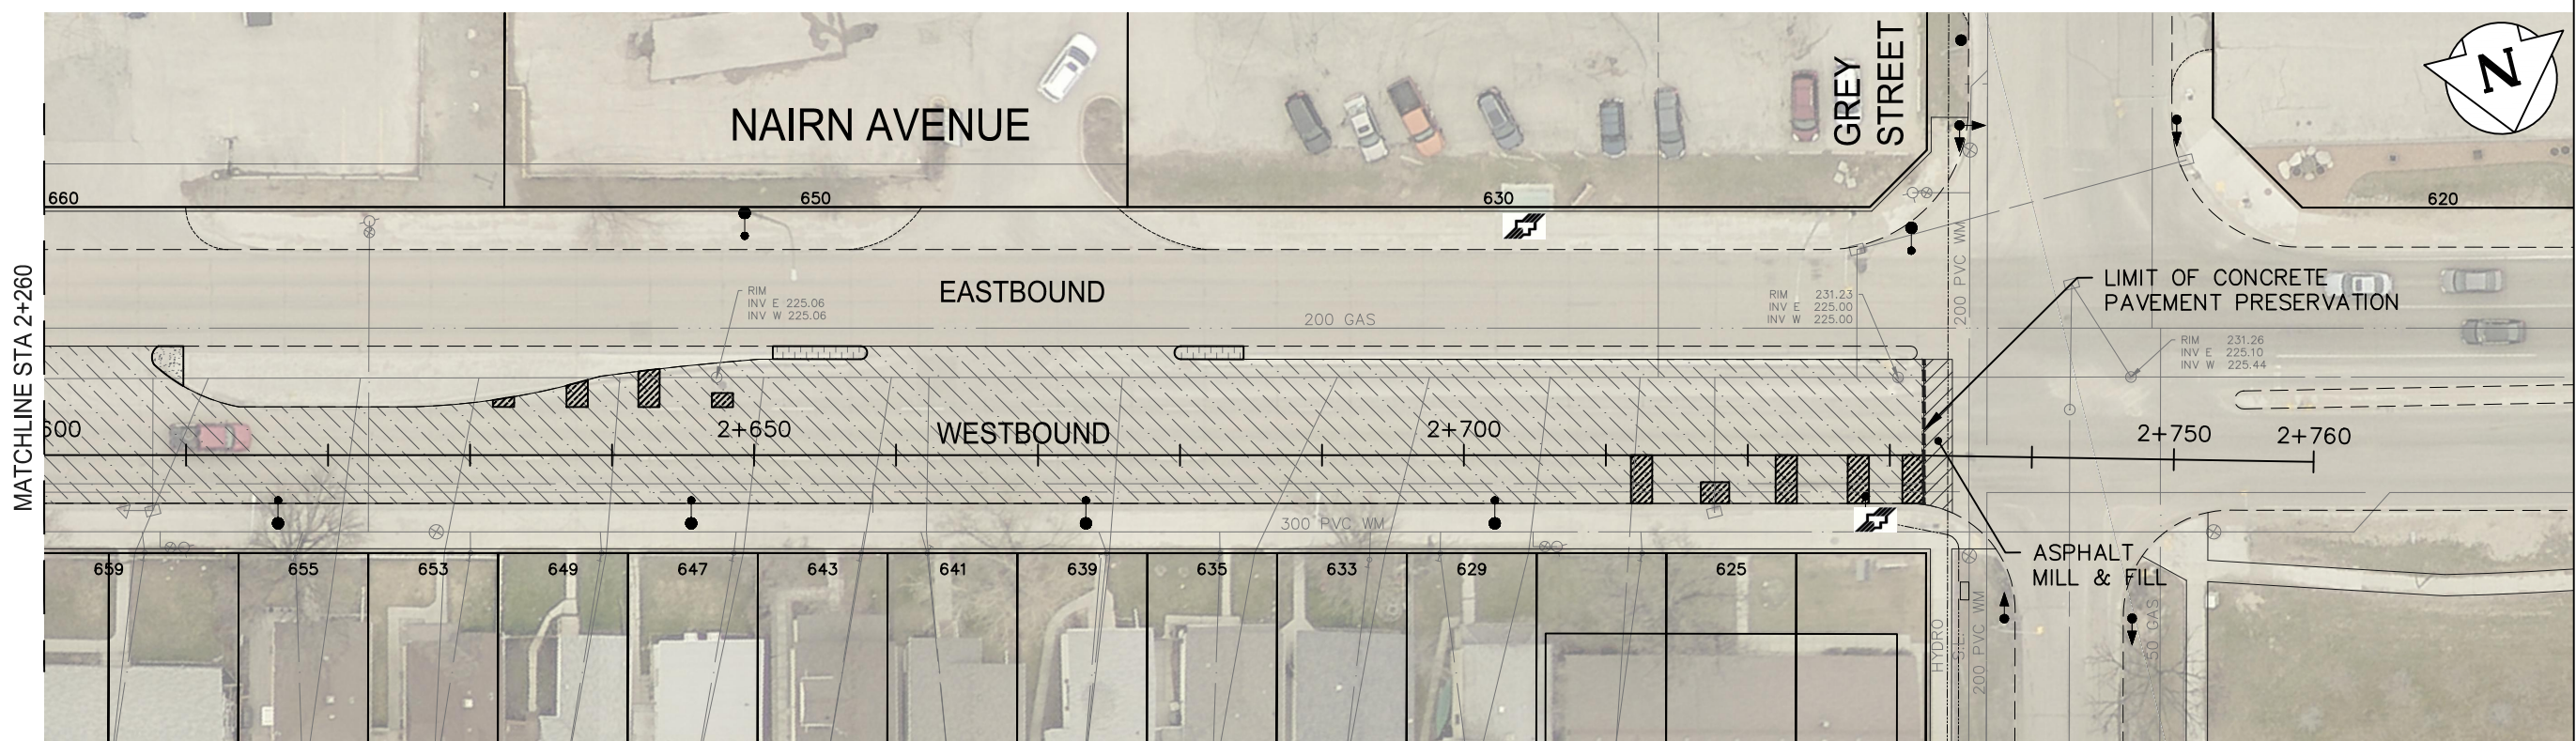 NAIRN AVENUE
GREY
STREET
N
660
650
630
620
MATCHLINE STA 2+260
EASTBOUND
RIM
INV E 225.06
INV W 225.06
200 GAS
RIM 231.23
INV E 225.00
INV W 225.00
200 PVC WM
LIMIT OF CONCRETE
PAVEMENT PRESERVATION
RIM 231.26
INV E 225.10
INV W 225.44
600
2+650
WESTBOUND
2+700
2+750
2+760
300 PVC WM
ASPHALT
MILL & FILL
659
655
653
649
647
643
641
639
635
633
629
625
HYDRO
S.L.
200 PVC WM
50 GAS